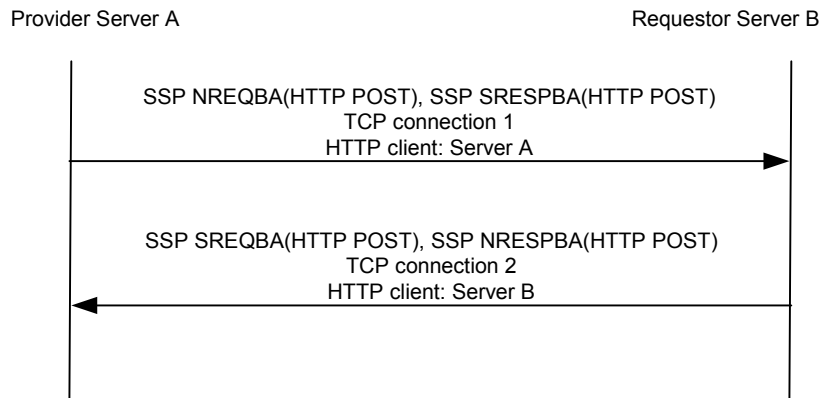 Provider Server A
Requestor Server B
SSP NREQBA(HTTP POST), SSP SRESPBA(HTTP POST)
TCP connection 1
HTTP client: Server A
SSP SREQBA(HTTP POST), SSP NRESPBA(HTTP POST)
TCP connection 2
HTTP client: Server B